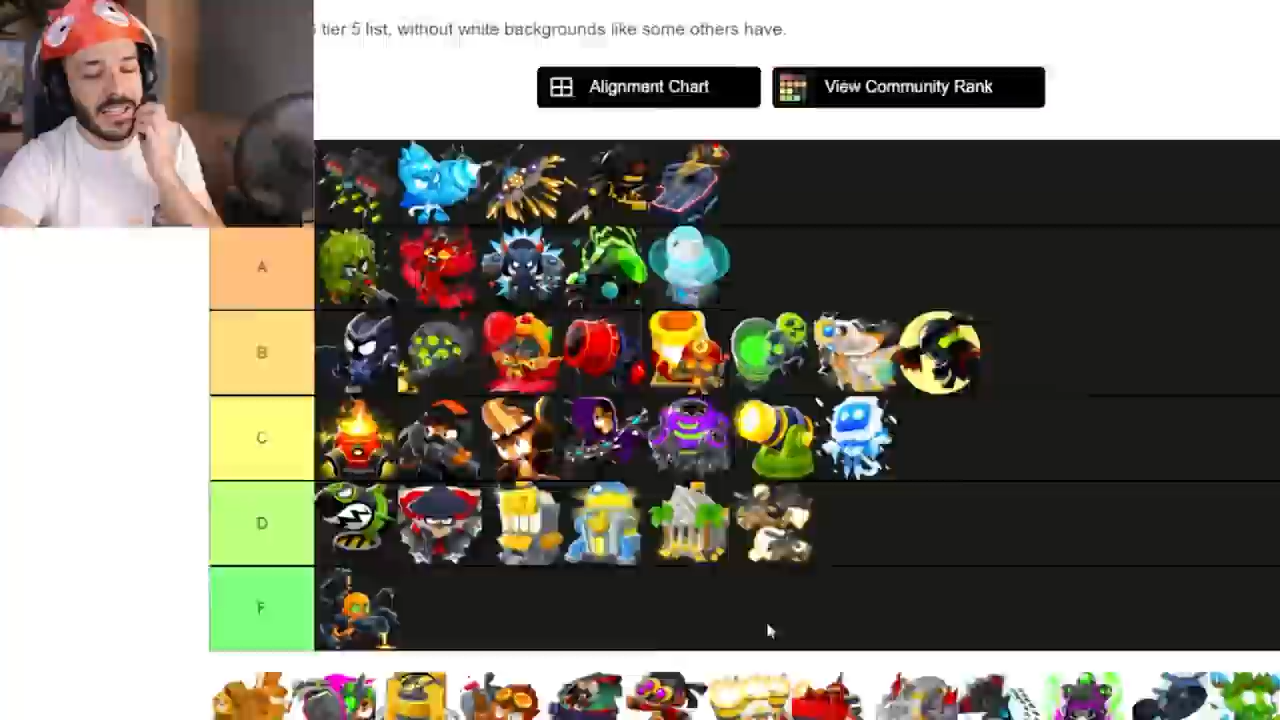 tier 5 list, without white backgrounds like some others have.
Alignment Chart
View Community Rank
A
B
C
D
F